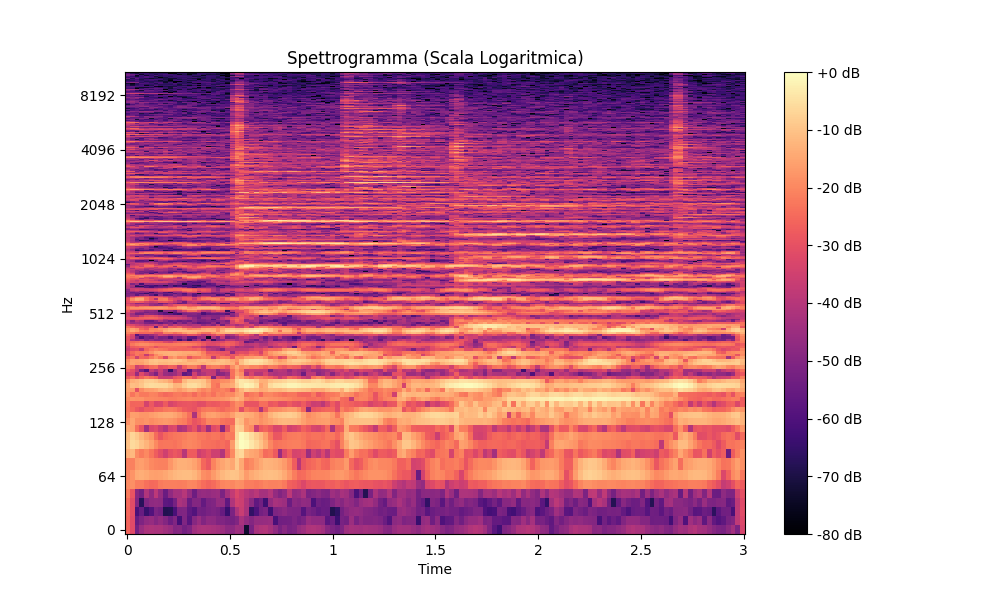 Spettrogramma (Scala Logaritmica)
Hz
8192
4096
2048
1024
512
256
128
64
0
0 0.5 1 1.5 2 2.5 3
Time
+0 dB
-10 dB
-20 dB
-30 dB
-40 dB
-50 dB
-60 dB
-70 dB
-80 dB